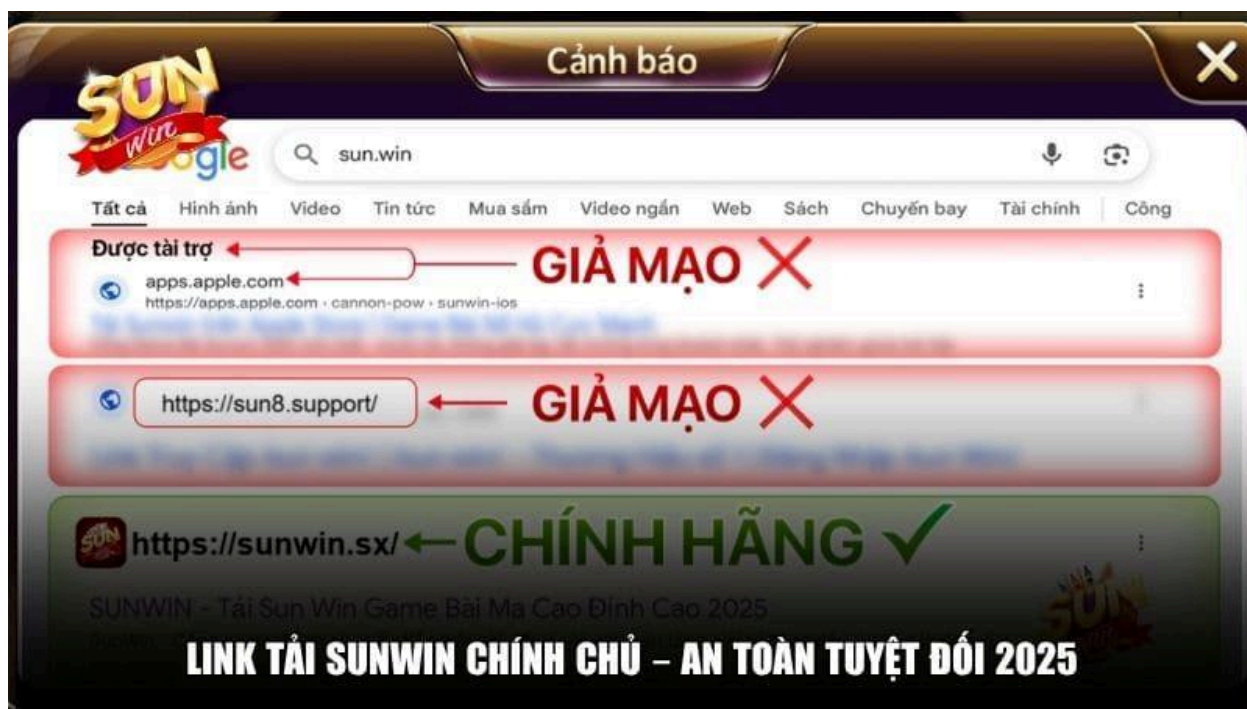 Cảnh báo
SUN
Win
ogle
sun.win
Tất cả Hình ảnh Video Tin tức Mua sắm Video ngắn Web Sách Chuyến bay Tài chính Công
Được tài trợ
GIẢ MẠO
apps.apple.com
https://apps.apple.com › cannon-pow › sunwin-ios
https://sun8.support/
GIẢ MẠO
SUN
https://sunwin.sx/
CHÍNH HÃNG
SUNWIN - Tải Sun Win Game Bài Ma Cao Đỉnh Cao 2025
SUN
LINK TẢI SUNWIN CHÍNH CHỦ – AN TOÀN TUYỆT ĐỐI 2025